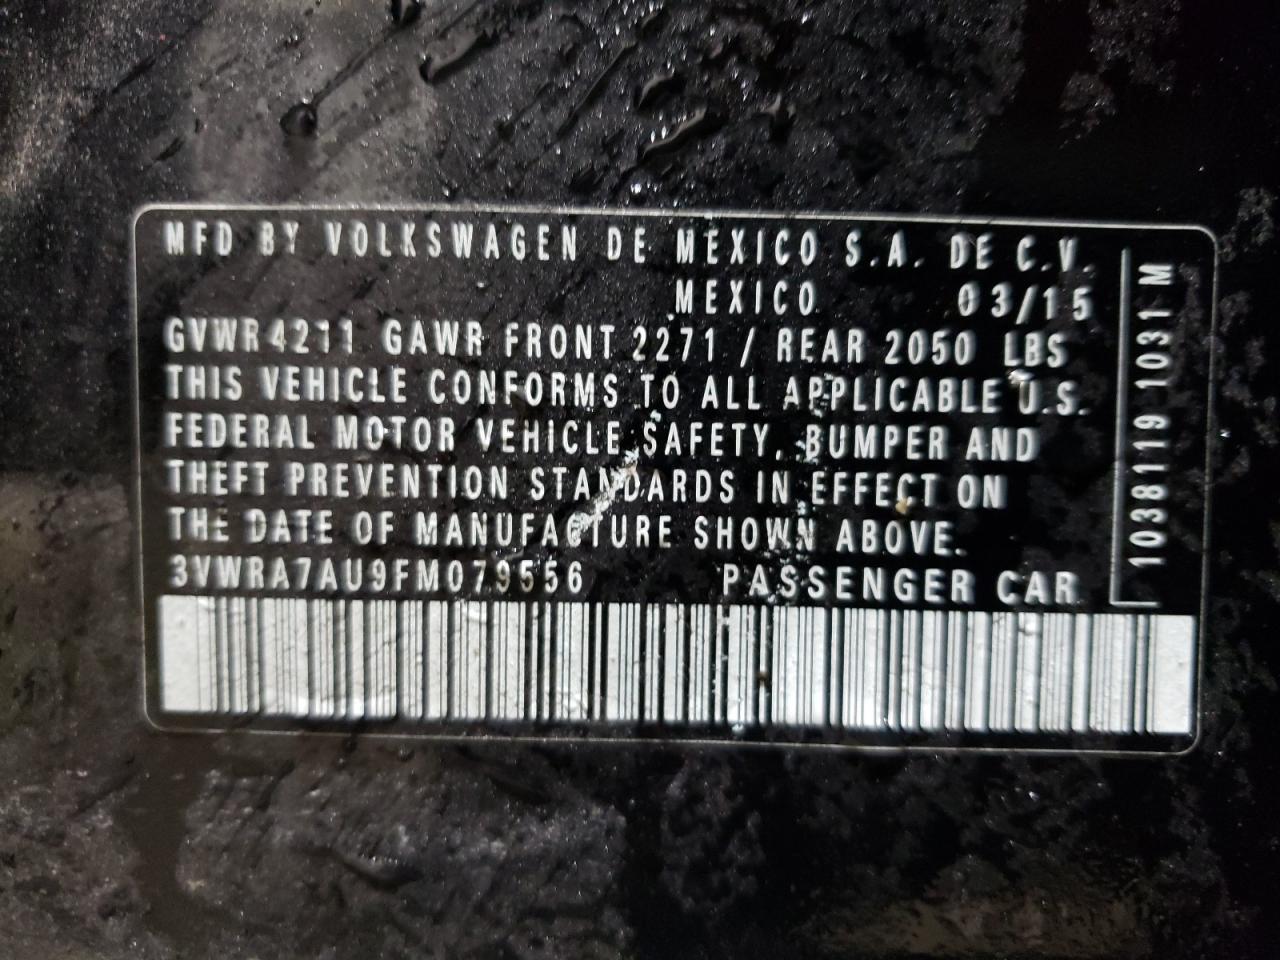 MFD BY VOLKSWAGEN DE MEXICO S.A. DE C.V.
MEXICO 03/15
GVWR 4211 GAWR FRONT 2271 / REAR 2050 LBS
THIS VEHICLE CONFORMS TO ALL APPLICABLE U.S.
FEDERAL MOTOR VEHICLE SAFETY, BUMPER AND
THEFT PREVENTION STANDARDS IN EFFECT ON
THE DATE OF MANUFACTURE SHOWN ABOVE.
3VWRA7AU9FM079556 PASSENGER CAR
1038119 1031 M